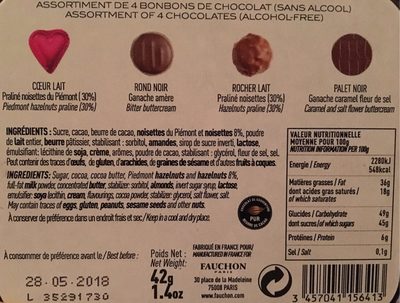 ASSORTIMENT DE 4 BONBONS DE CHOCOLAT (SANS ALCOOL)
ASSORTMENT OF 4 CHOCOLATES (ALCOHOL-FREE)
CŒUR LAIT
Praliné noisettes du Piémont (30%)
Piedmont hazelnuts praline (30%)
ROND NOIR
Ganache amère
Bitter buttercream
ROCHER LAIT
Praliné noisettes (30%)
Hazelnuts praline (30%)
PALET NOIR
Ganache caramel fleur de sel
Caramel and salt flower buttercream
INGRÉDIENTS : Sucre, cacao, beurre de cacao, noisettes du Piémont et noisettes 8%, poudre
de lait entier, beurre pâtissier, stabilisant : sorbitol, amandes, sirop de sucre inverti, lactose,
émulsifiant: lécithine de soja, crème, arômes, poudre de cacao, stabilisant : glycérol, fleur de sel, sel.
Peut contenir des traces d'œufs, de gluten, d'arachides, de graines de sésame et d'autres fruits à coques.
INGREDIENTS: Sugar, cocoa, cocoa butter, Piedmont hazelnuts and hazelnuts 8%,
full-fat milk powder, concentrated butter, stabilizer: sorbitol, almonds, invert sugar syrup, lactose,
emulsifier: soya lecithin, cream, flavourings, cocoa powder, stabilizer: glycerol, salt flower, salt.
May contain traces of eggs, gluten, peanuts, sesame seeds and other nuts.
À conserver de préférence dans un endroit frais et sec / Keep in a cool and dry place.
PUR
VALEUR NUTRITIONNELLE
MOYENNE POUR 100g
NUTRITION INFORMATION PER 100g
Energie / Energy 2280kJ
548kcal
Matières grasses / Fat 36g
dont acides gras saturés / 18g
of which saturates
Glucides / Carbohydrate 49g
dont sucres/of which sugars 45g
Protéines / Protein 6g
Sel / Salt 0,1g
À consommer de préférence avant le / Best before :
28-05-2018
L 35291730
Poids Net :
Net Weight:
42g
1.4oz
FABRIQUÉ EN FRANCE POUR/
MANUFACTURED IN FRANCE FOR
FAUCHON
PARIS
30 place de la Madeleine
75008 PARIS
www.fauchon.com
3 457041 156413